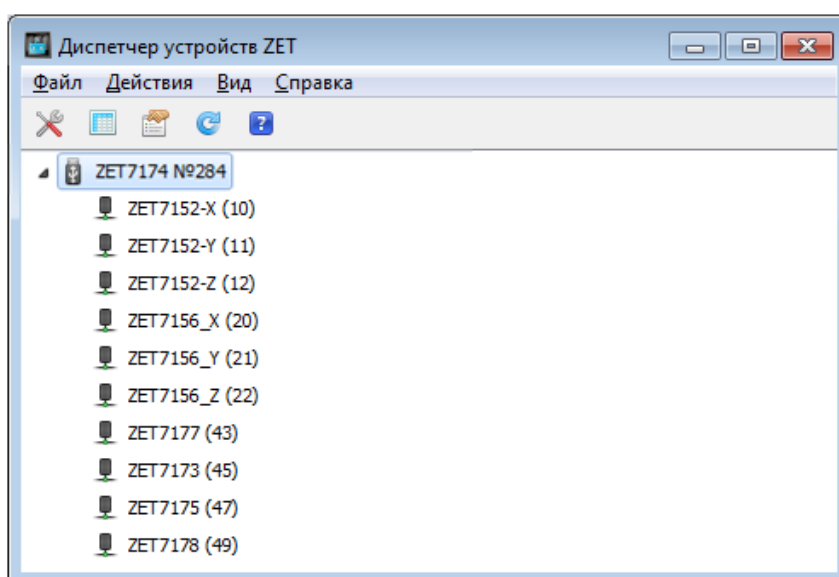 Диспетчер устройств ZET
Файл Действия Вид Справка
ZET7174 №284
ZET7152-X (10)
ZET7152-Y (11)
ZET7152-Z (12)
ZET7156_X (20)
ZET7156_Y (21)
ZET7156_Z (22)
ZET7177 (43)
ZET7173 (45)
ZET7175 (47)
ZET7178 (49)